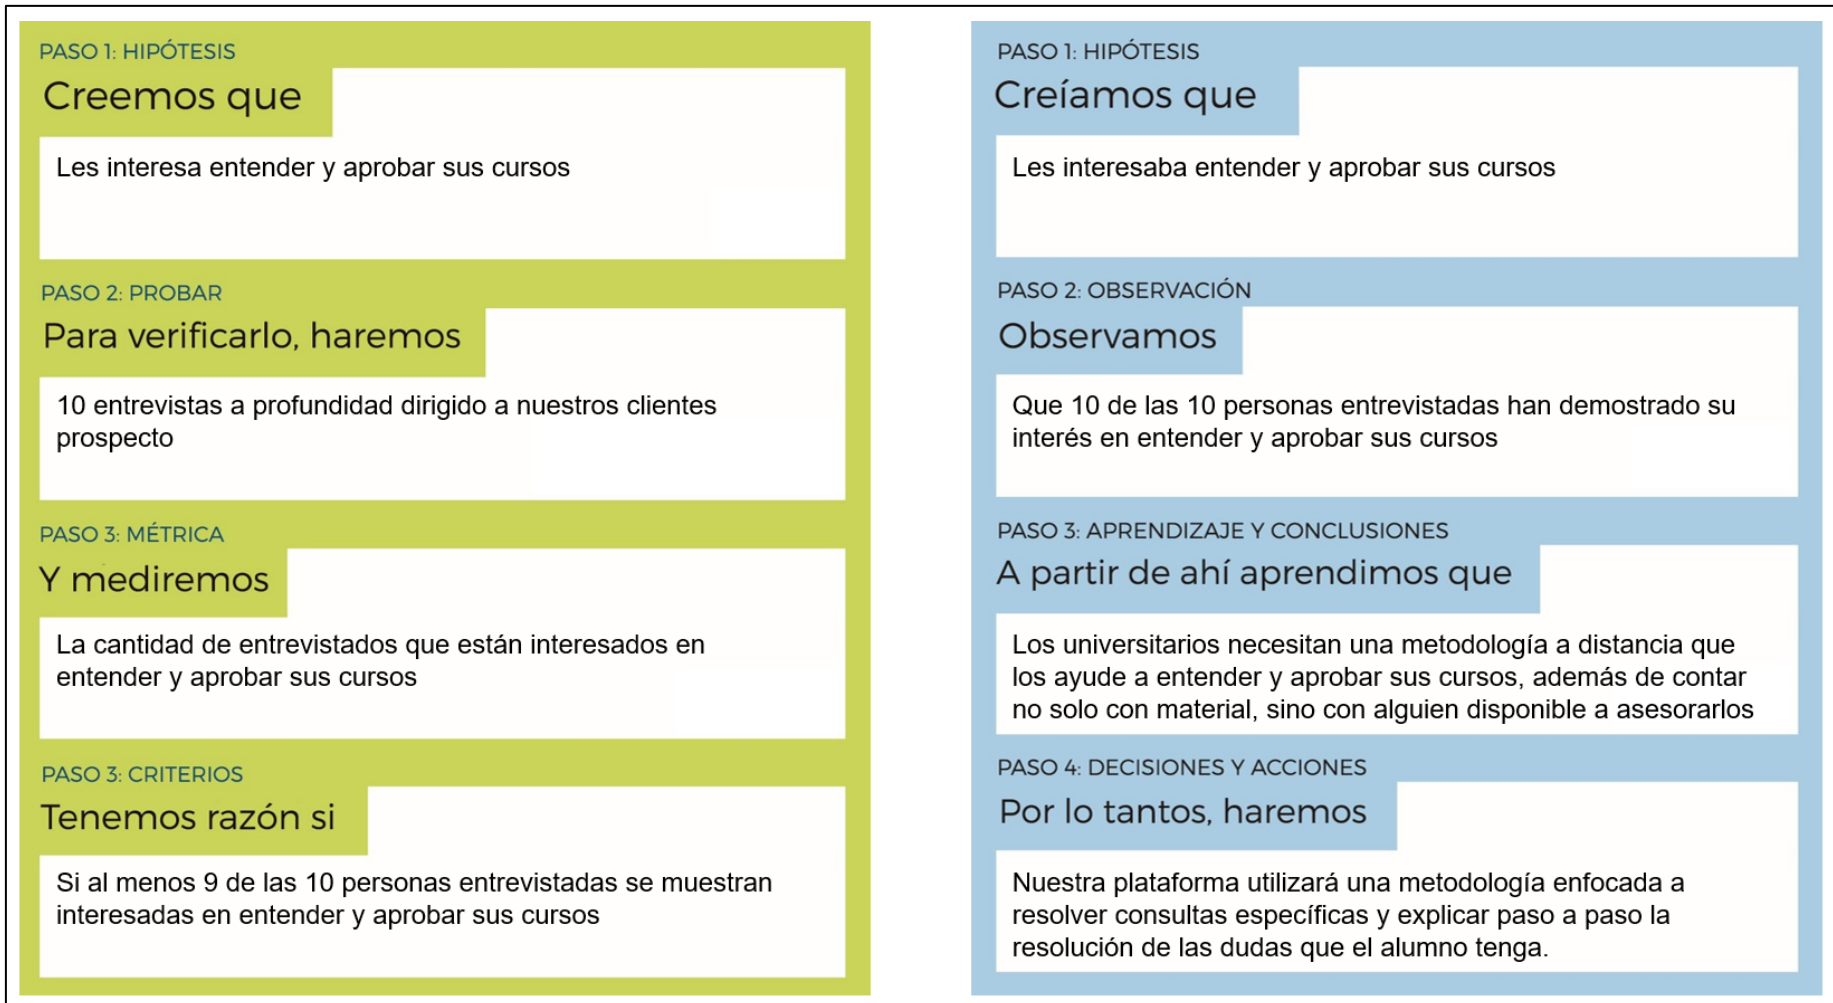 PASO 1: HIPÓTESIS
Creemos que
Les interesa entender y aprobar sus cursos
PASO 2: PROBAR
Para verificarlo, haremos
10 entrevistas a profundidad dirigido a nuestros clientes
prospecto
PASO 3: MÉTRICA
Y mediremos
La cantidad de entrevistados que están interesados en
entender y aprobar sus cursos
PASO 3: CRITERIOS
Tenemos razón si
Si al menos 9 de las 10 personas entrevistadas se muestran
interesadas en entender y aprobar sus cursos
PASO 1: HIPÓTESIS
Creíamos que
Les interesaba entender y aprobar sus cursos
PASO 2: OBSERVACIÓN
Observamos
Que 10 de las 10 personas entrevistadas han demostrado su
interés en entender y aprobar sus cursos
PASO 3: APRENDIZAJE Y CONCLUSIONES
A partir de ahí aprendimos que
Los universitarios necesitan una metodología a distancia que
los ayude a entender y aprobar sus cursos, además de contar
no solo con material, sino con alguien disponible a asesorarlos
PASO 4: DECISIONES Y ACCIONES
Por lo tantos, haremos
Nuestra plataforma utilizará una metodología enfocada a
resolver consultas específicas y explicar paso a paso la
resolución de las dudas que el alumno tenga.